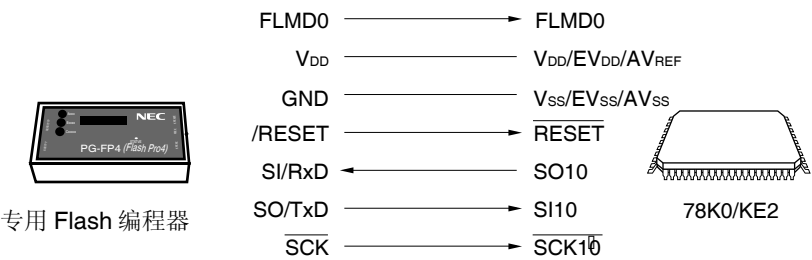 FLMD0 FLMD0
VDD VDD/EVDD/AVREF
GND VSS/EVSS/AVSS
/RESET RESET
SI/RxD SO10
SO/TxD SI10
SCK SCK10
NEC
PG-FP4 (Flash Pro4)
专用 Flash 编程器
78K0/KE2